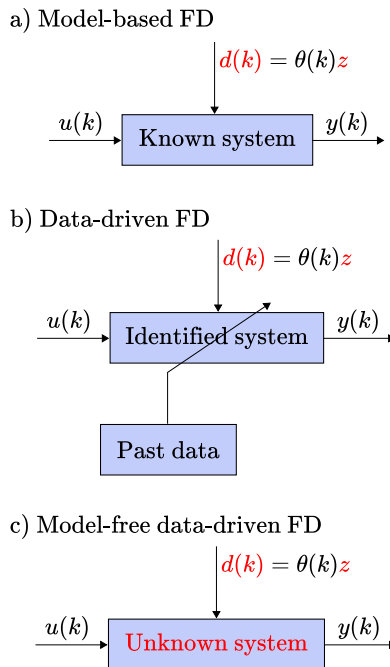 a) Model-based FD
d(k) = θ(k)z
u(k)
Known system
y(k)
b) Data-driven FD
d(k) = θ(k)z
u(k)
Identified system
y(k)
Past data
c) Model-free data-driven FD
d(k) = θ(k)z
u(k)
Unknown system
y(k)